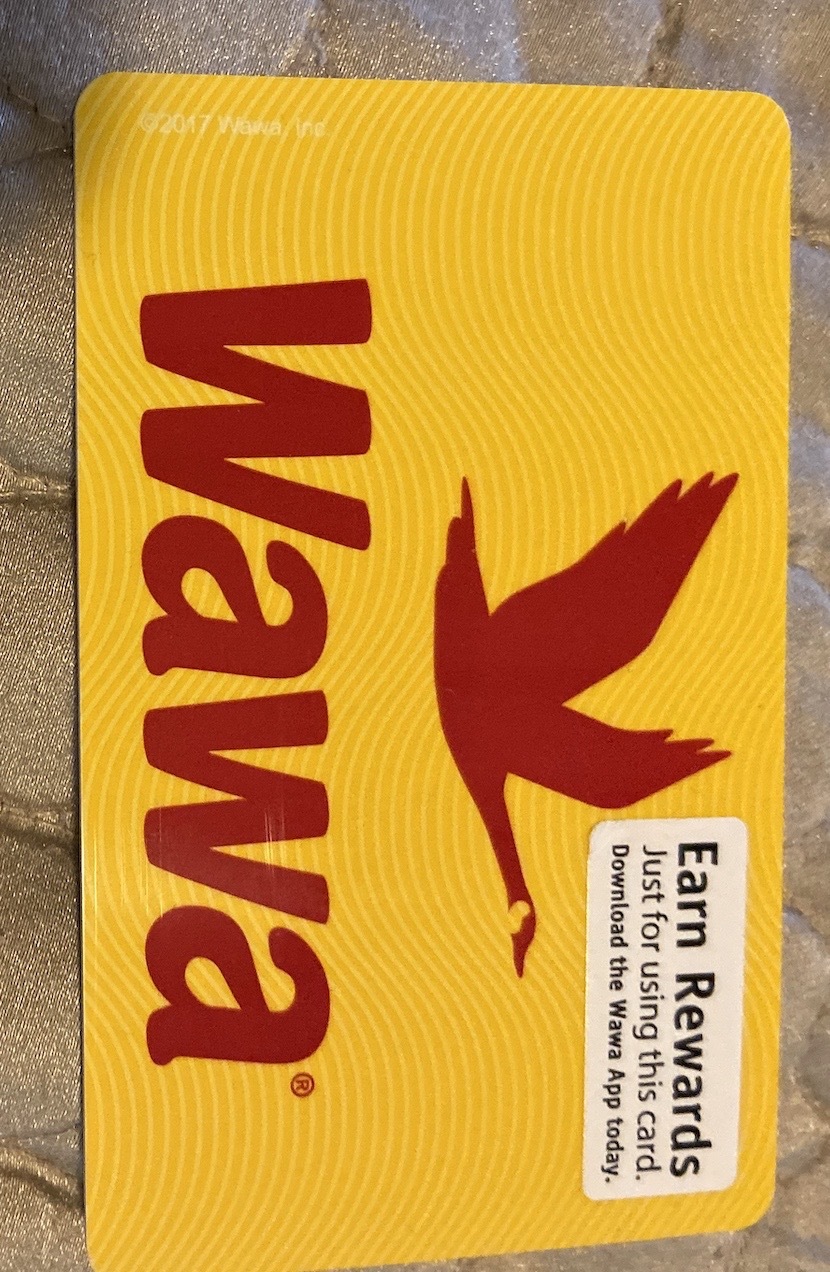 Earn Rewards
Just for using this card.
Download the Wawa App today.
Wawa®
©2017 Wawa, Inc.